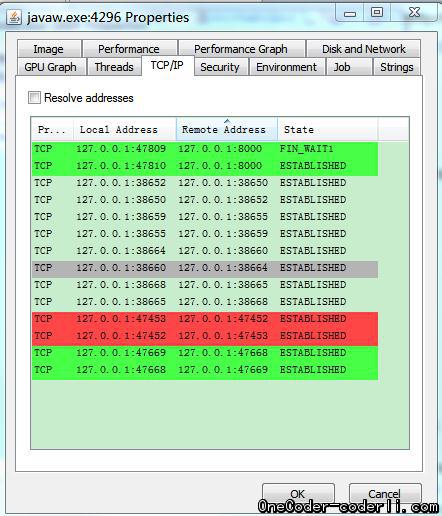 javaw.exe:4296 Properties
Image Performance Performance Graph Disk and Network
GPU Graph Threads TCP/IP Security Environment Job Strings
Resolve addresses
Pr... Local Address Remote Address State
TCP 127.0.0.1:47809 127.0.0.1:8000 FIN_WAIT1
TCP 127.0.0.1:47810 127.0.0.1:8000 ESTABLISHED
TCP 127.0.0.1:38652 127.0.0.1:38650 ESTABLISHED
TCP 127.0.0.1:38650 127.0.0.1:38652 ESTABLISHED
TCP 127.0.0.1:38659 127.0.0.1:38655 ESTABLISHED
TCP 127.0.0.1:38655 127.0.0.1:38659 ESTABLISHED
TCP 127.0.0.1:38664 127.0.0.1:38660 ESTABLISHED
TCP 127.0.0.1:38660 127.0.0.1:38664 ESTABLISHED
TCP 127.0.0.1:38668 127.0.0.1:38665 ESTABLISHED
TCP 127.0.0.1:38665 127.0.0.1:38668 ESTABLISHED
TCP 127.0.0.1:47453 127.0.0.1:47452 ESTABLISHED
TCP 127.0.0.1:47452 127.0.0.1:47453 ESTABLISHED
TCP 127.0.0.1:47669 127.0.0.1:47668 ESTABLISHED
TCP 127.0.0.1:47668 127.0.0.1:47669 ESTABLISHED
OK Cancel
OneCoder-coderli.com